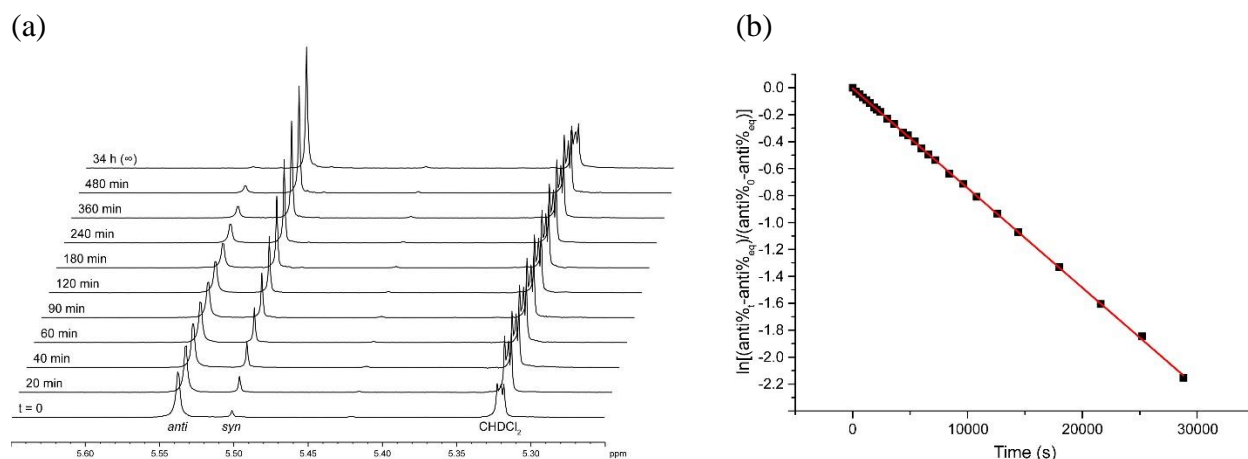 (a)
34 h (∞)
480 min
360 min
240 min
180 min
120 min
90 min
60 min
40 min
20 min
t = 0
anti
syn
CHDCl₂
5.60
5.55
5.50
5.45
5.40
5.35
5.30
ppm
(b)
ln[(anti%ₜ-anti%ₑq)/(anti%₀-anti%ₑq)]
0.0
-0.2
-0.4
-0.6
-0.8
-1.0
-1.2
-1.4
-1.6
-1.8
-2.0
-2.2
0
10000
20000
30000
Time (s)